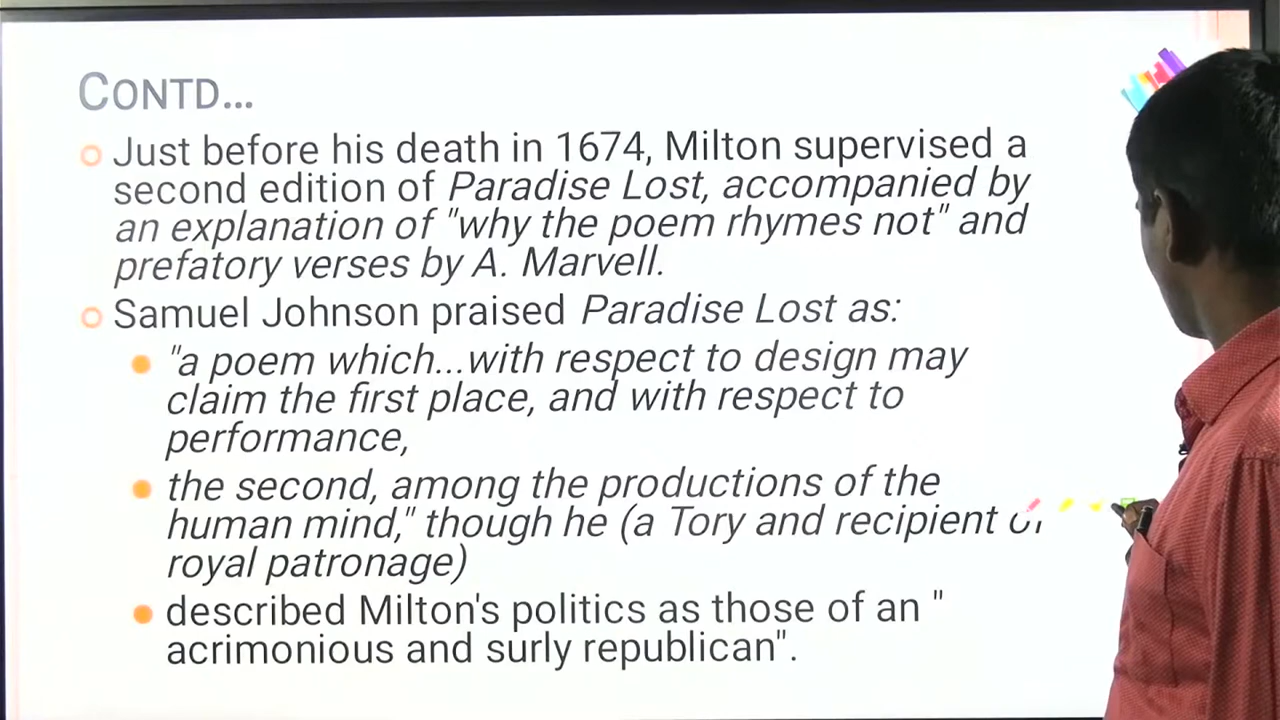 CONTD...
Just before his death in 1674, Milton supervised a
second edition of Paradise Lost, accompanied by
an explanation of "why the poem rhymes not" and
prefatory verses by A. Marvell.
Samuel Johnson praised Paradise Lost as:
"a poem which...with respect to design may
claim the first place, and with respect to
performance,
the second, among the productions of the
human mind," though he (a Tory and recipient of
royal patronage)
described Milton's politics as those of an "
acrimonious and surly republican".